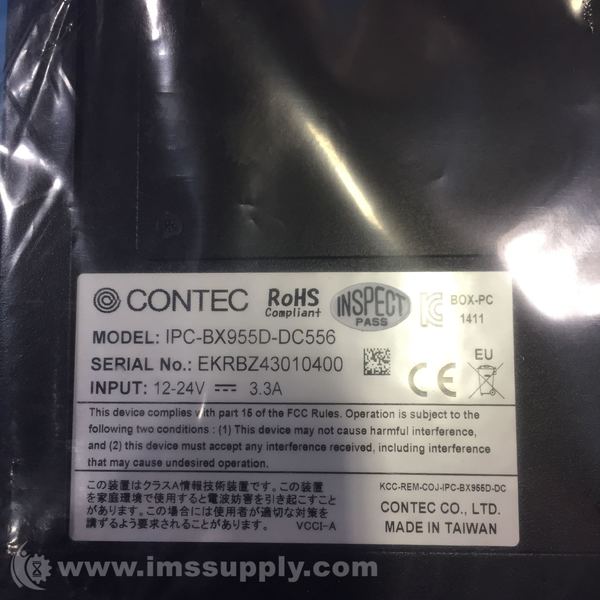 CONTEC
RoHS
Compliant
INSPECT
PASS
BOX-PC
1411
MODEL: IPC-BX955D-DC556
SERIAL No.: EKRBZ43010400
INPUT: 12-24V ⎓ 3.3A
CE
EU
This device complies with part 15 of the FCC Rules. Operation is subject to the
following two conditions : (1) This device may not cause harmful interference,
and (2) this device must accept any interference received, including interference
that may cause undesired operation.
この装置はクラスA情報技術装置です。この装置
を家庭環境で使用すると電波妨害を引き起こすこと
があります。この場合には使用者が適切な対策を
講ずるよう要求されることがあります。 VCCI-A
KCC-REM-COJ-IPC-BX955D-DC
CONTEC CO., LTD.
MADE IN TAIWAN
www.imssupply.com